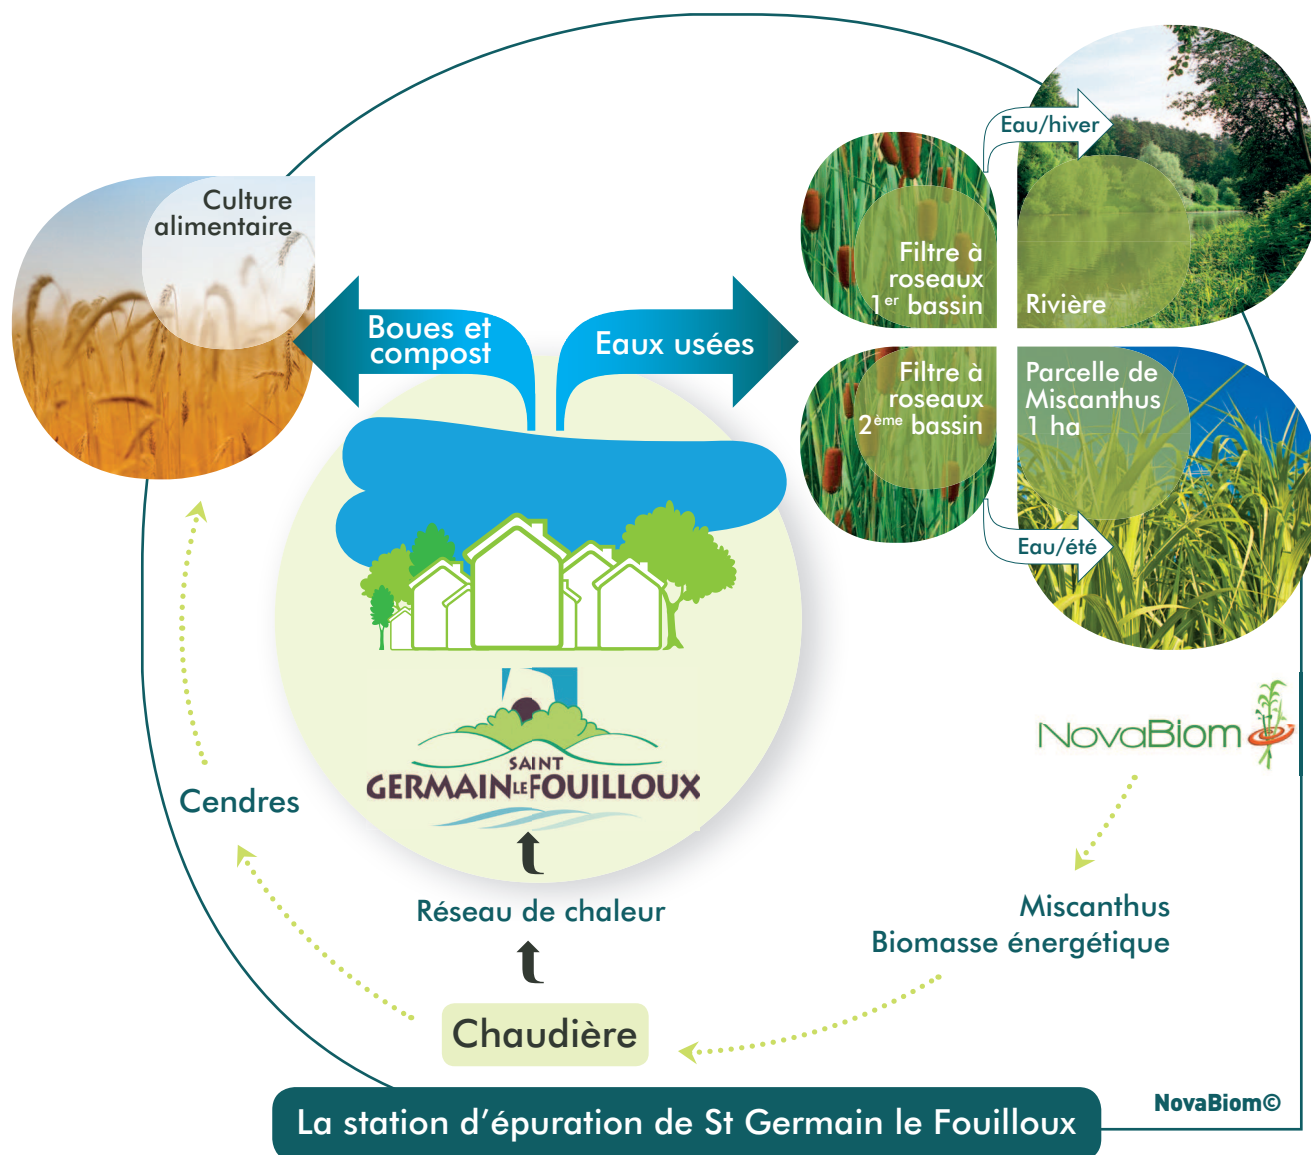 Eau/hiver
Culture
alimentaire
Filtre à
roseaux
1er bassin
Rivière
Boues et
compost
Eaux usées
Filtre à
roseaux
2ème bassin
Parcelle de
Miscanthus
1 ha
Eau/été
NovaBiom
SAINT
GERMAIN LE FOUILLOUX
Cendres
Réseau de chaleur
Miscanthus
Biomasse énergétique
Chaudière
NovaBiom©
La station d’épuration de St Germain le Fouilloux